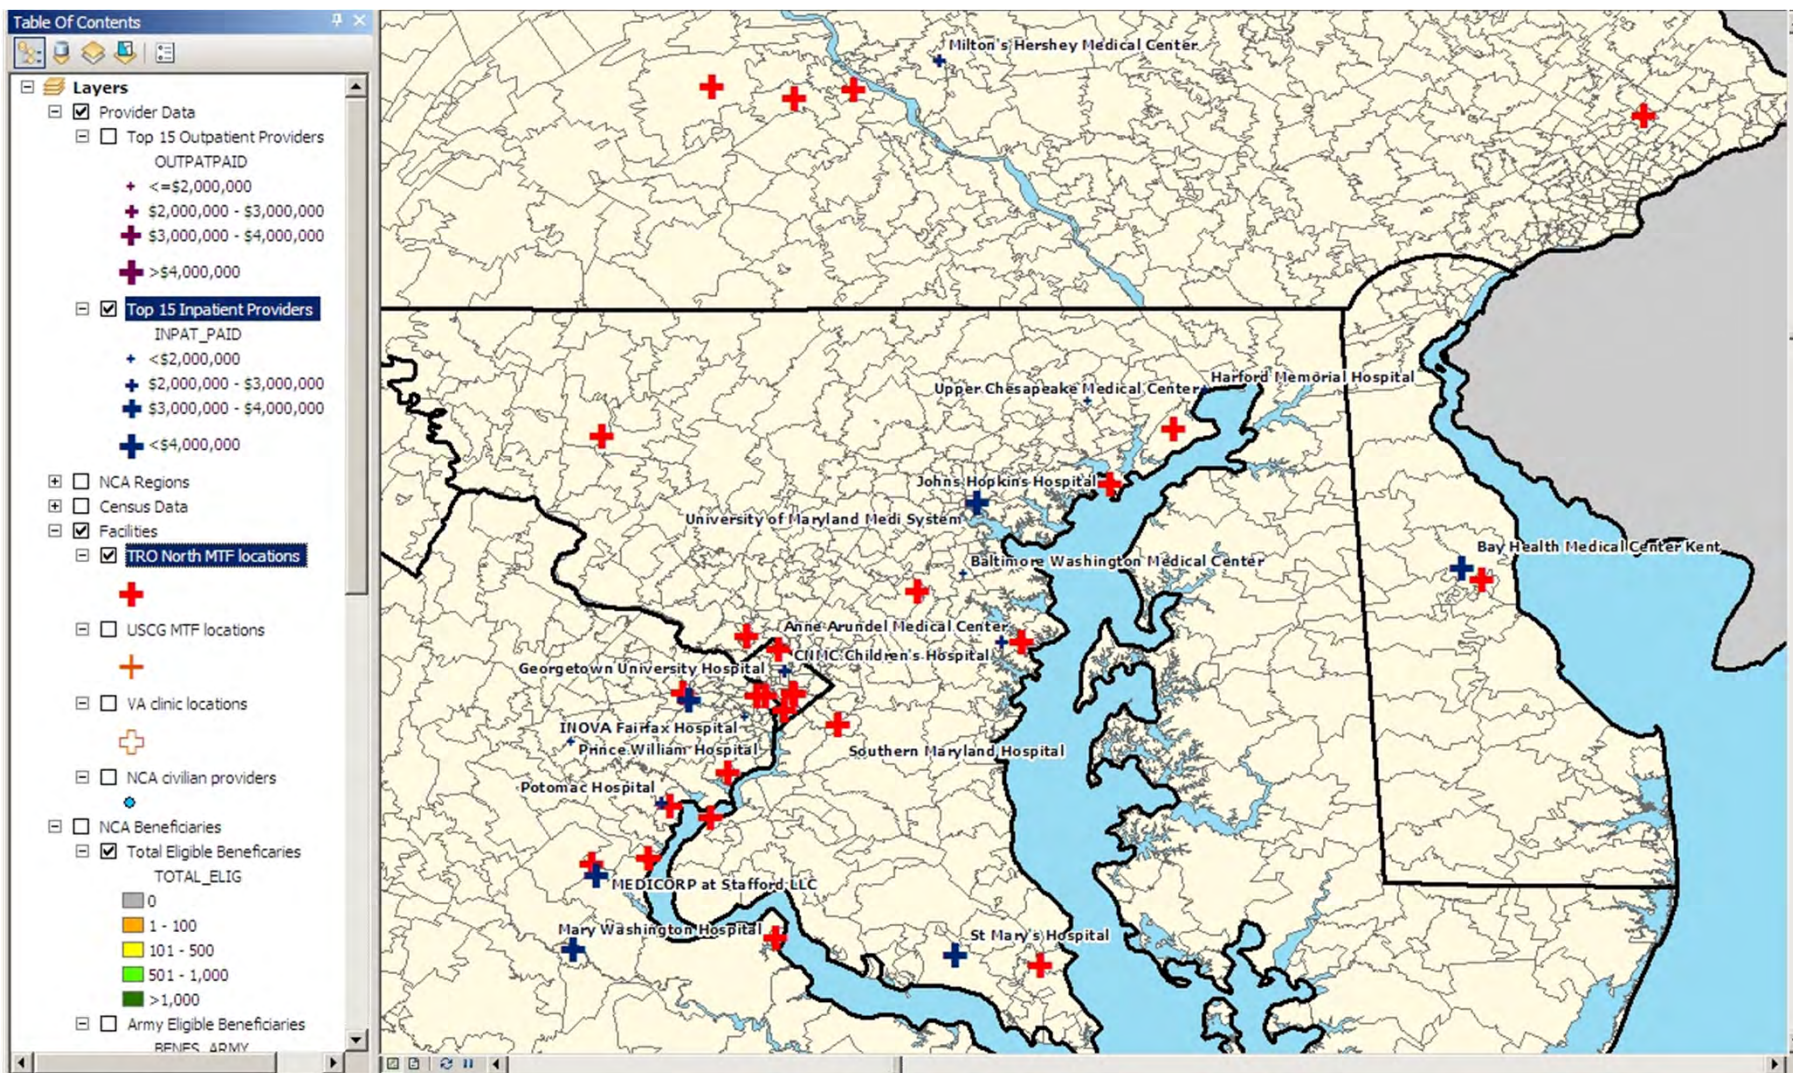 Table Of Contents
Layers
Provider Data
Top 15 Outpatient Providers
OUTPATPAID
<=$2,000,000
$2,000,000 - $3,000,000
$3,000,000 - $4,000,000
>$4,000,000
Top 15 Inpatient Providers
INPAT_PAID
<$2,000,000
$2,000,000 - $3,000,000
$3,000,000 - $4,000,000
<$4,000,000
NCA Regions
Census Data
Facilities
TRO North MTF locations
USCG MTF locations
VA clinic locations
NCA civilian providers
NCA Beneficiaries
Total Eligible Beneficaries
TOTAL_ELIG
0
1 - 100
101 - 500
501 - 1,000
>1,000
Army Eligible Beneficiaries
BENES_ARMY
Milton's Hershey Medical Center
Harford Memorial Hospital
Upper Chesapeake Medical Center
Johns Hopkins Hospital
University of Maryland Medi System
Baltimore Washington Medical Center
Bay Health Medical Center Kent
Anne Arundel Medical Center
CNMC Children's Hospital
Georgetown University Hospital
INOVA Fairfax Hospital
Prince William Hospital
Southern Maryland Hospital
Potomac Hospital
MEDICORP at Stafford LLC
Mary Washington Hospital
St Mary's Hospital